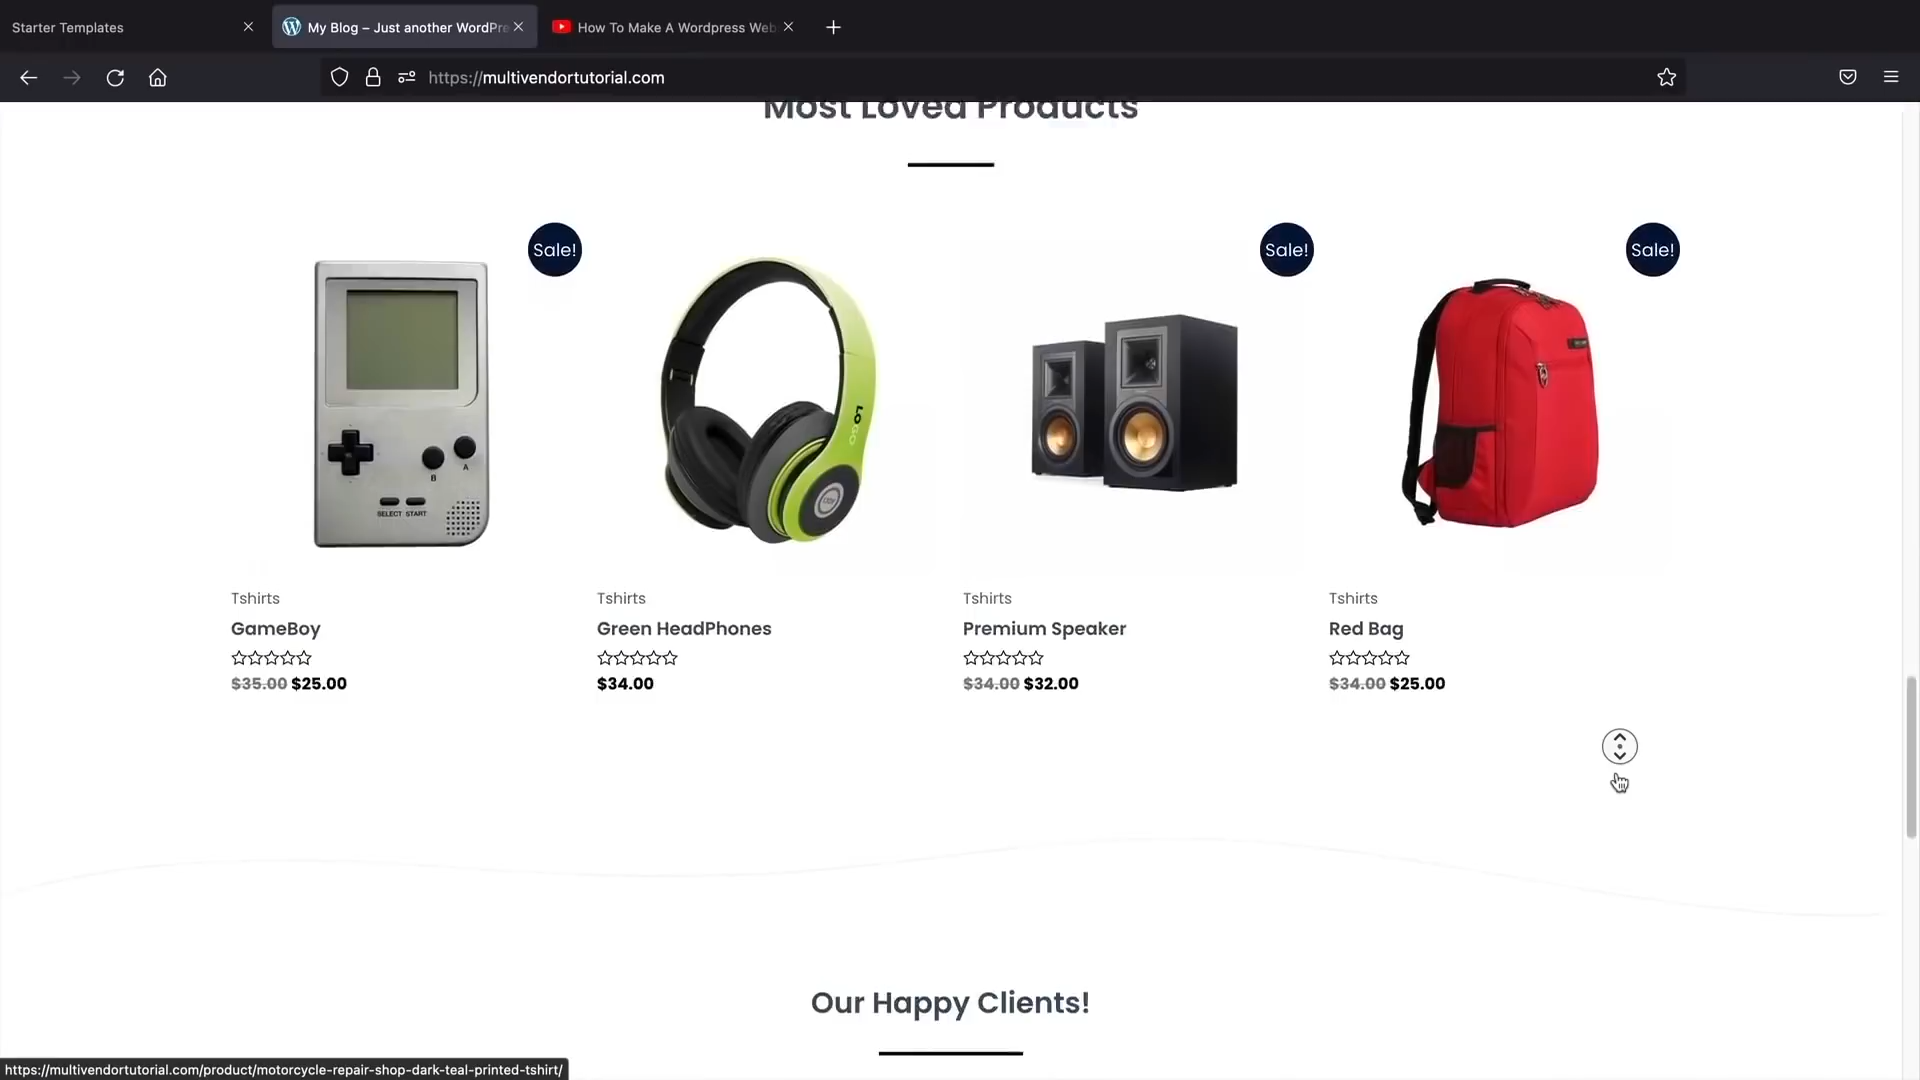 Starter Templates
My Blog – Just another WordPre
How To Make A Wordpress Web
https://multivendortutorial.com
Most Loved Products
Sale!
Sale!
Sale!
LOGO
A
B
SELECT START
Tshirts
GameBoy
$35.00 $25.00
Tshirts
Green HeadPhones
$34.00
Tshirts
Premium Speaker
$34.00 $32.00
Tshirts
Red Bag
$34.00 $25.00
Our Happy Clients!
https://multivendortutorial.com/product/motorcycle-repair-shop-dark-teal-printed-tshirt/